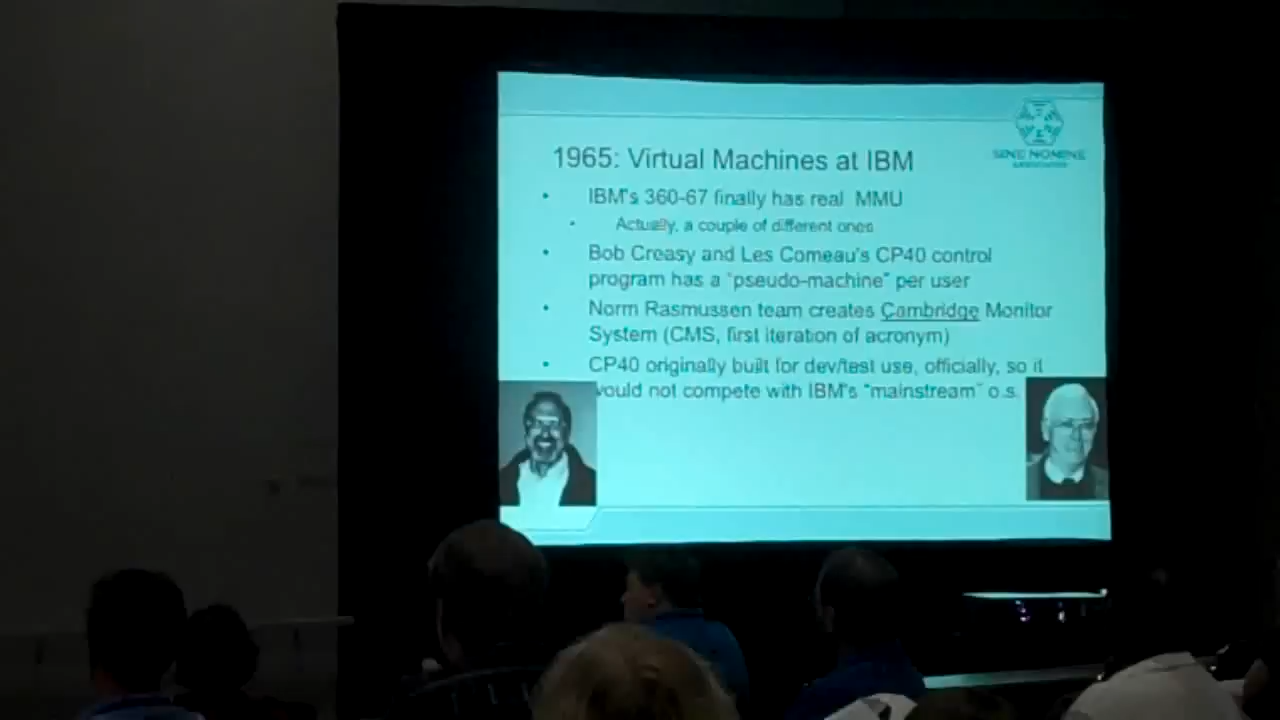 SINE NOMINE
ASSOCIATES
1965: Virtual Machines at IBM
• IBM's 360-67 finally has real MMU
• Actually, a couple of different ones
• Bob Creasy and Les Comeau's CP40 control
program has a "pseudo-machine" per user
• Norm Rasmussen team creates Cambridge Monitor
System (CMS, first iteration of acronym)
• CP40 originally built for dev/test use, officially, so it
would not compete with IBM's "mainstream" o.s.